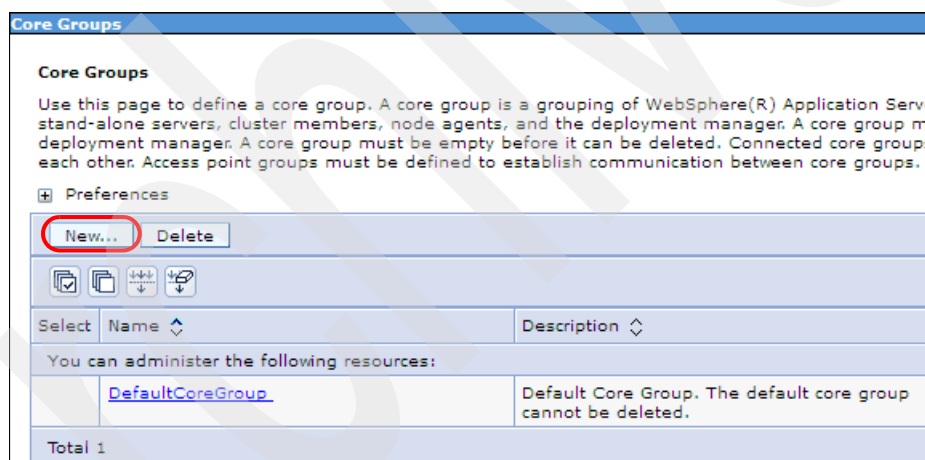 Core Groups
Core Groups
Use this page to define a core group. A core group is a grouping of WebSphere(R) Application Serv
stand-alone servers, cluster members, node agents, and the deployment manager. A core group m
deployment manager. A core group must be empty before it can be deleted. Connected core group
each other. Access point groups must be defined to establish communication between core groups.
Preferences
New... Delete
Select Name Description
You can administer the following resources:
DefaultCoreGroup Default Core Group. The default core group
cannot be deleted.
Total 1